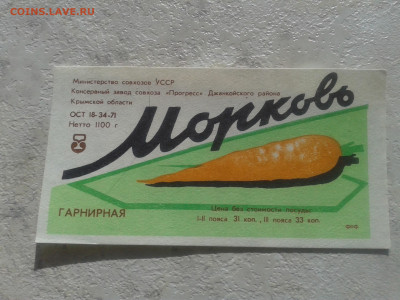 COINS.LAVE.RU
Министерство совхозов УССР
Консервный завод совхоза «Прогресс» Джанкойского района
Крымской области
ОСТ 18-34-71
Нетто 1100 г
Морковь
ГАРНИРНАЯ
Цена без стоимости посуды
I-II пояса 31 коп., III пояса 33 коп.